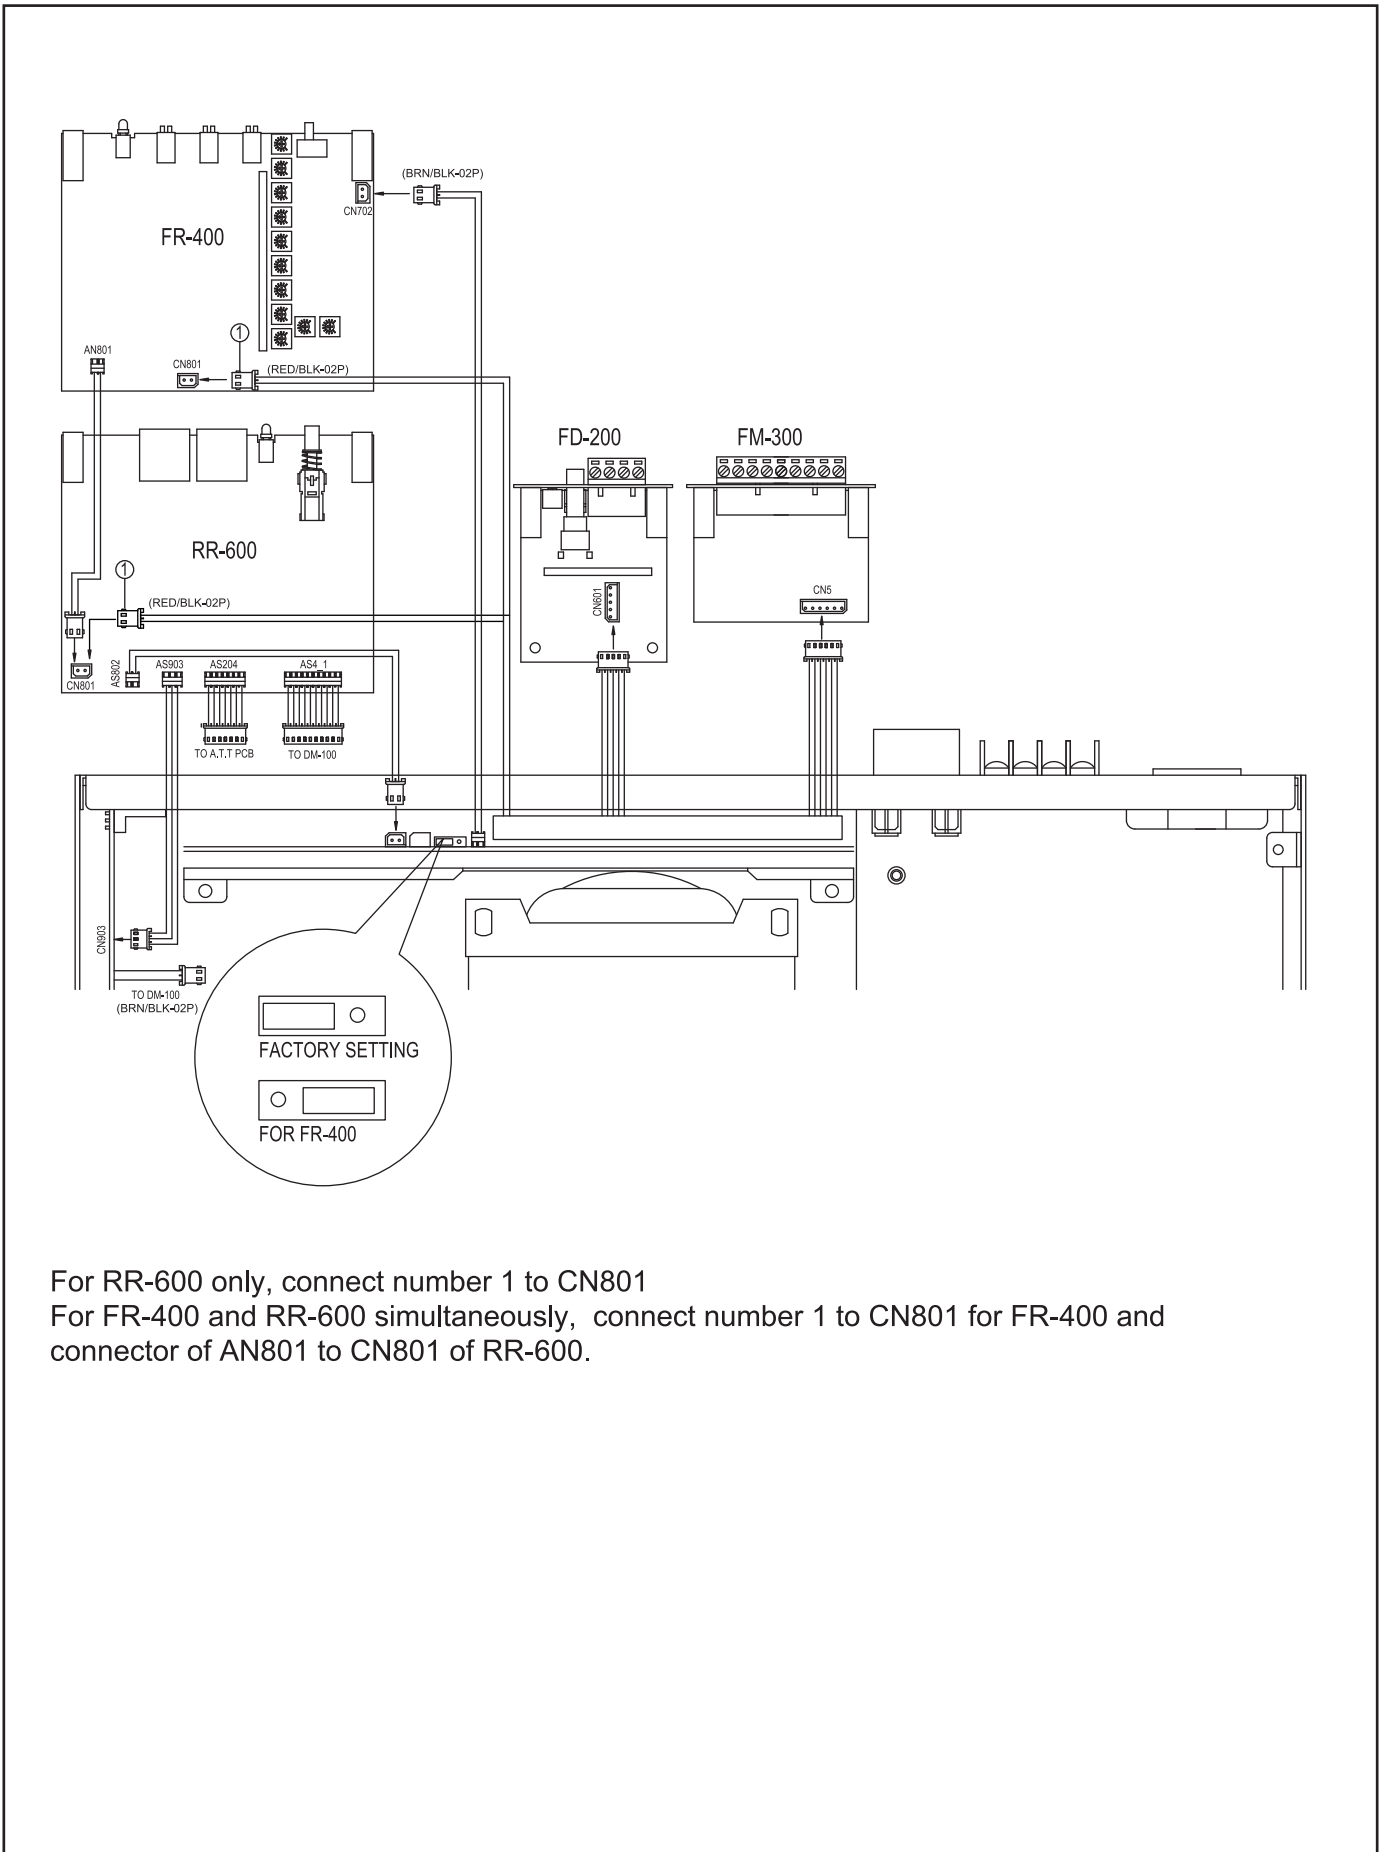 (BRN/BLK-02P)
CN702
FR-400
1
AN801
CN801
(RED/BLK-02P)
FD-200
FM-300
RR-600
1
(RED/BLK-02P)
CN601
CN5
CN801
AS802
AS903
AS204
AS4_1
TO A.T.T PCB
TO DM-100
CN903
TO DM-100
(BRN/BLK-02P)
FACTORY SETTING
FOR FR-400
For RR-600 only, connect number 1 to CN801
For FR-400 and RR-600 simultaneously, connect number 1 to CN801 for FR-400 and
connector of AN801 to CN801 of RR-600.